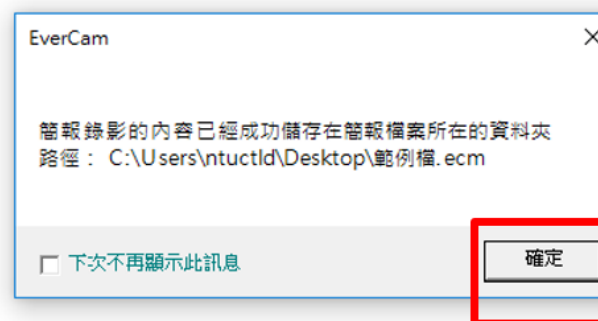 EverCam
簡報錄影的內容已經成功儲存在簡報檔案所在的資料夾
路徑： C:\Users\ntuctld\Desktop\範例檔.ecm
下次不再顯示此訊息
確定